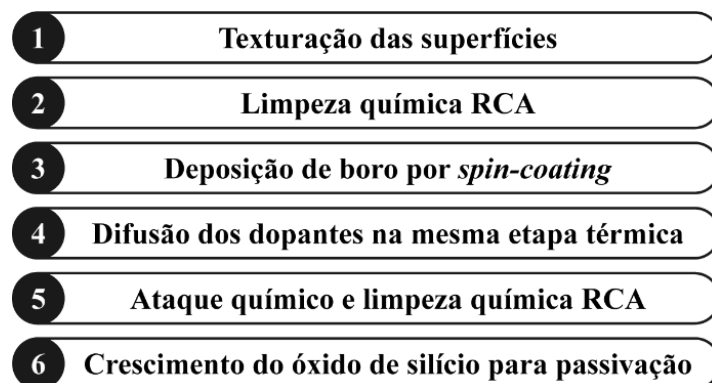 1 Texturação das superfícies
2 Limpeza química RCA
3 Deposição de boro por spin-coating
4 Difusão dos dopantes na mesma etapa térmica
5 Ataque químico e limpeza química RCA
6 Crescimento do óxido de silício para passivação